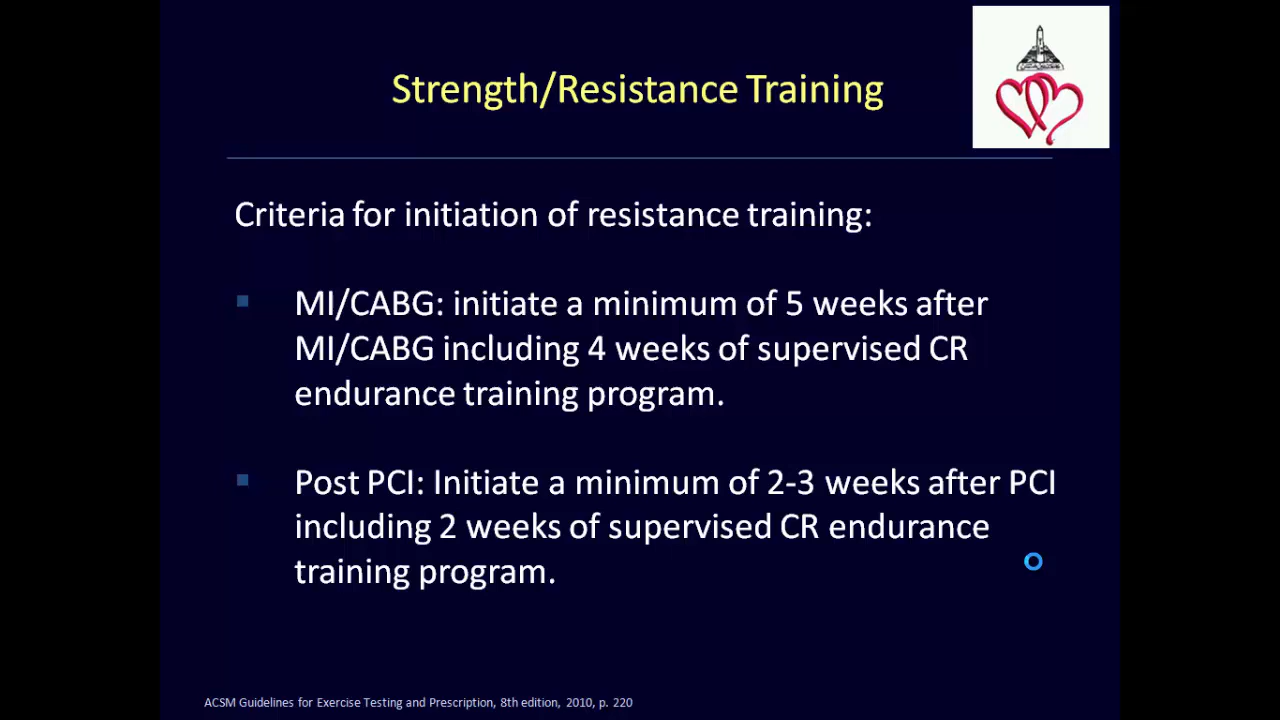 Strength/Resistance Training
Criteria for initiation of resistance training:
MI/CABG: initiate a minimum of 5 weeks after
MI/CABG including 4 weeks of supervised CR
endurance training program.
Post PCI: Initiate a minimum of 2-3 weeks after PCI
including 2 weeks of supervised CR endurance
training program.
ACSM Guidelines for Exercise Testing and Prescription, 8th edition, 2010, p. 220